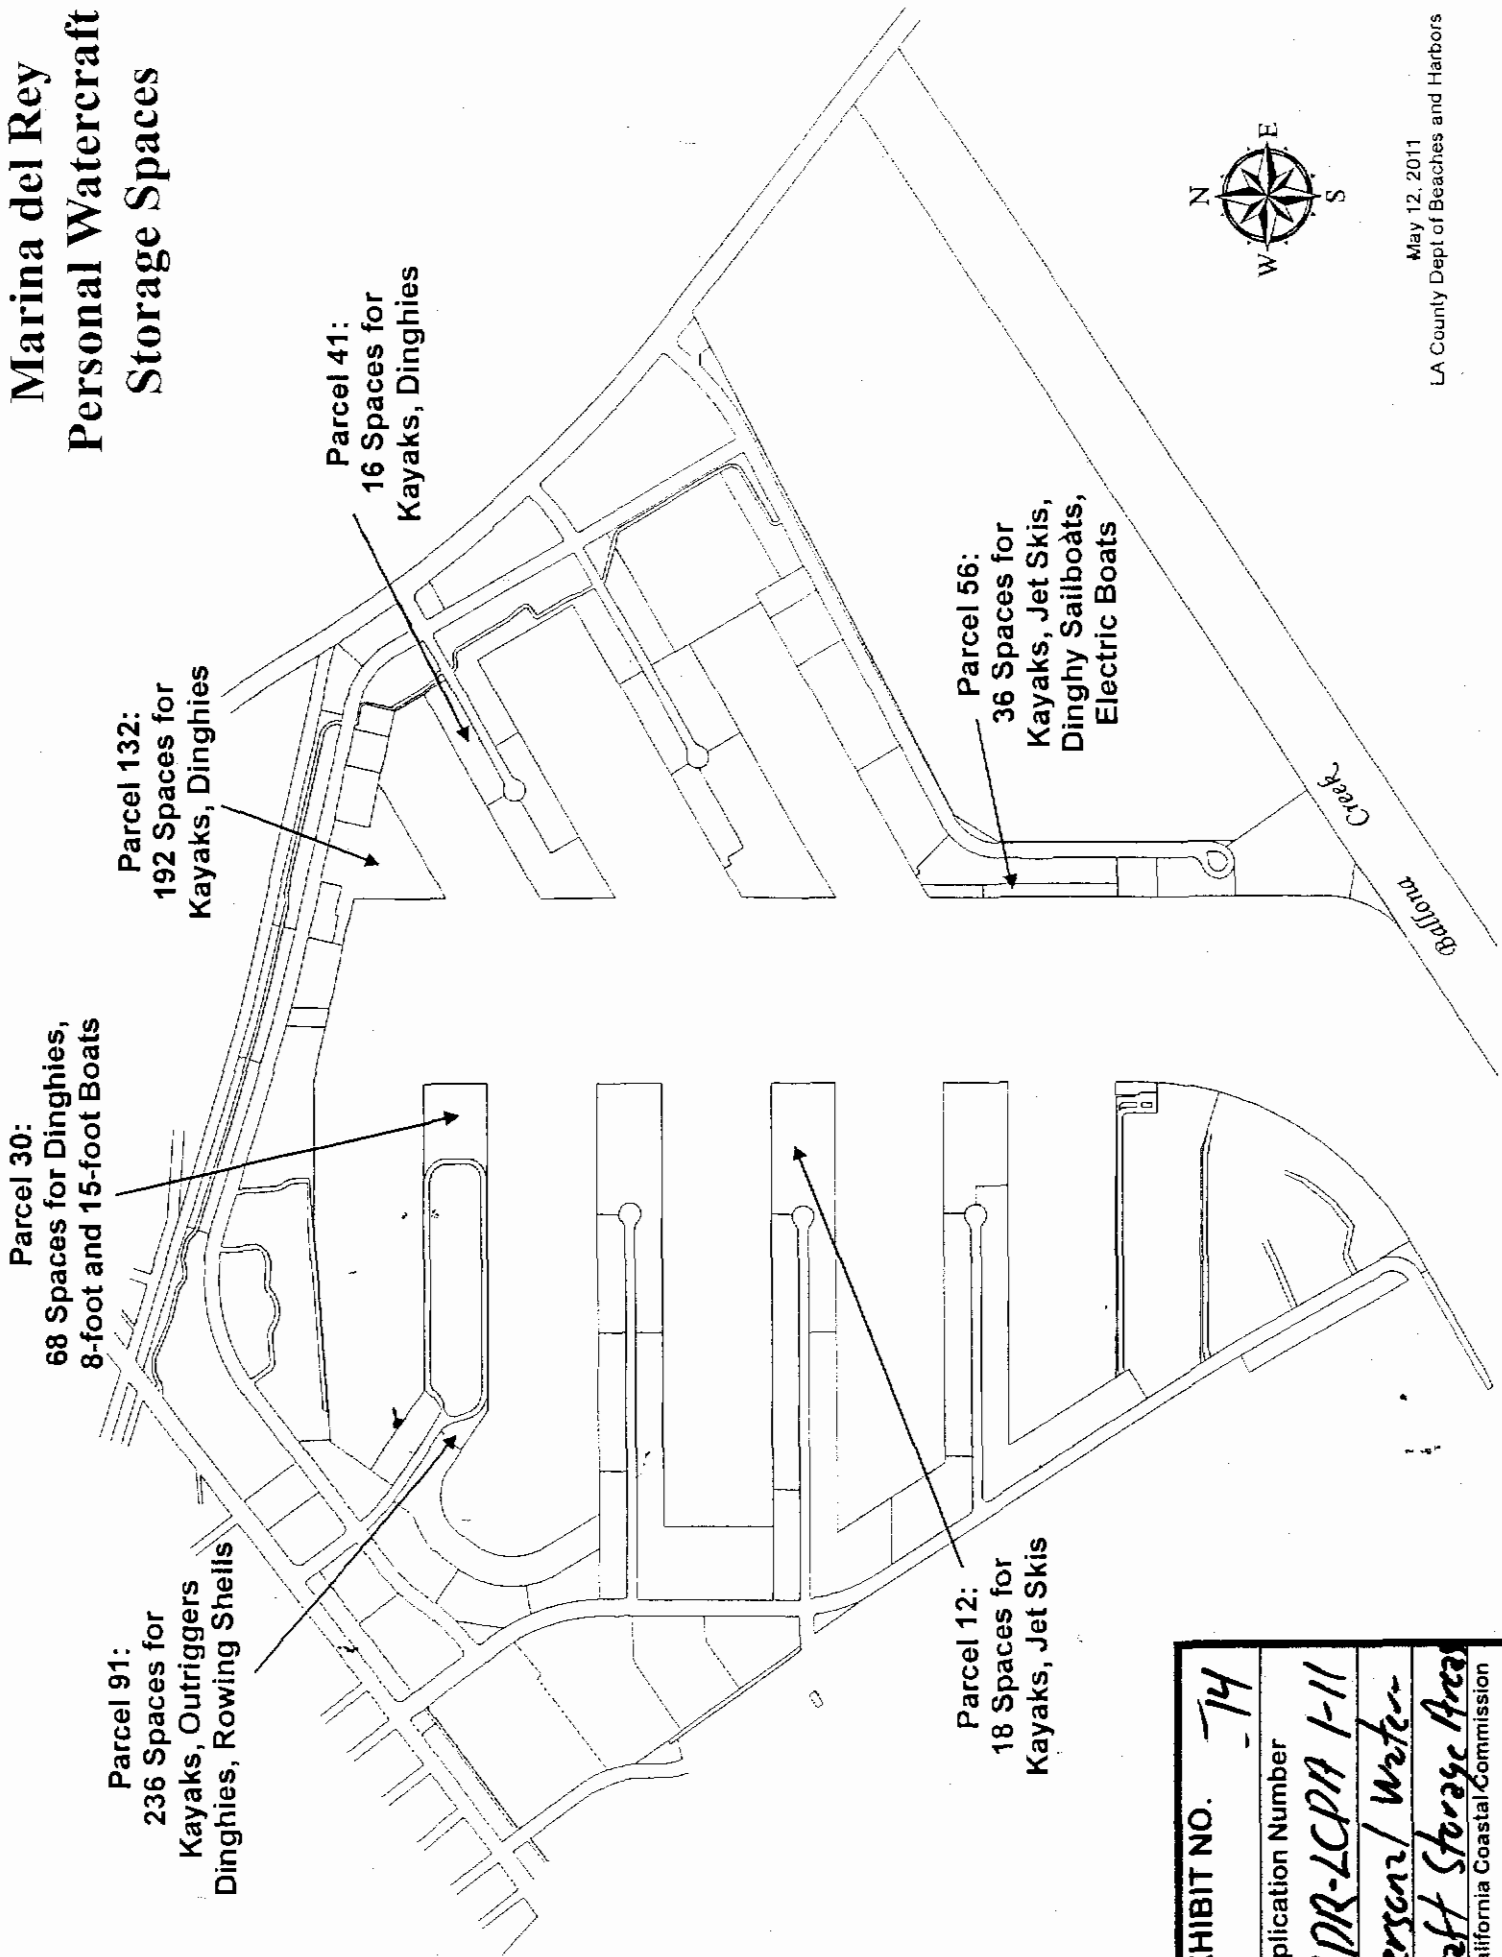 Marina del Rey
Personal Watercraft
Storage Spaces
Parcel 30:
68 Spaces for Dinghies,
8-foot and 15-foot Boats
Parcel 132:
192 Spaces for
Kayaks, Dinghies
Parcel 41:
16 Spaces for
Kayaks, Dinghies
Parcel 91:
236 Spaces for
Kayaks, Outriggers
Dinghies, Rowing Shells
Parcel 56:
36 Spaces for
Kayaks, Jet Skis,
Dinghy Sailboats,
Electric Boats
Parcel 12:
18 Spaces for
Kayaks, Jet Skis
Ballona
Creek
N
W
E
S
May 12, 2011
LA County Dept of Beaches and Harbors
HIBIT NO. 14
plication Number
DR-LCPA 1-11
ersonal Water-
aft Storage Areas
lifornia Coastal Commission